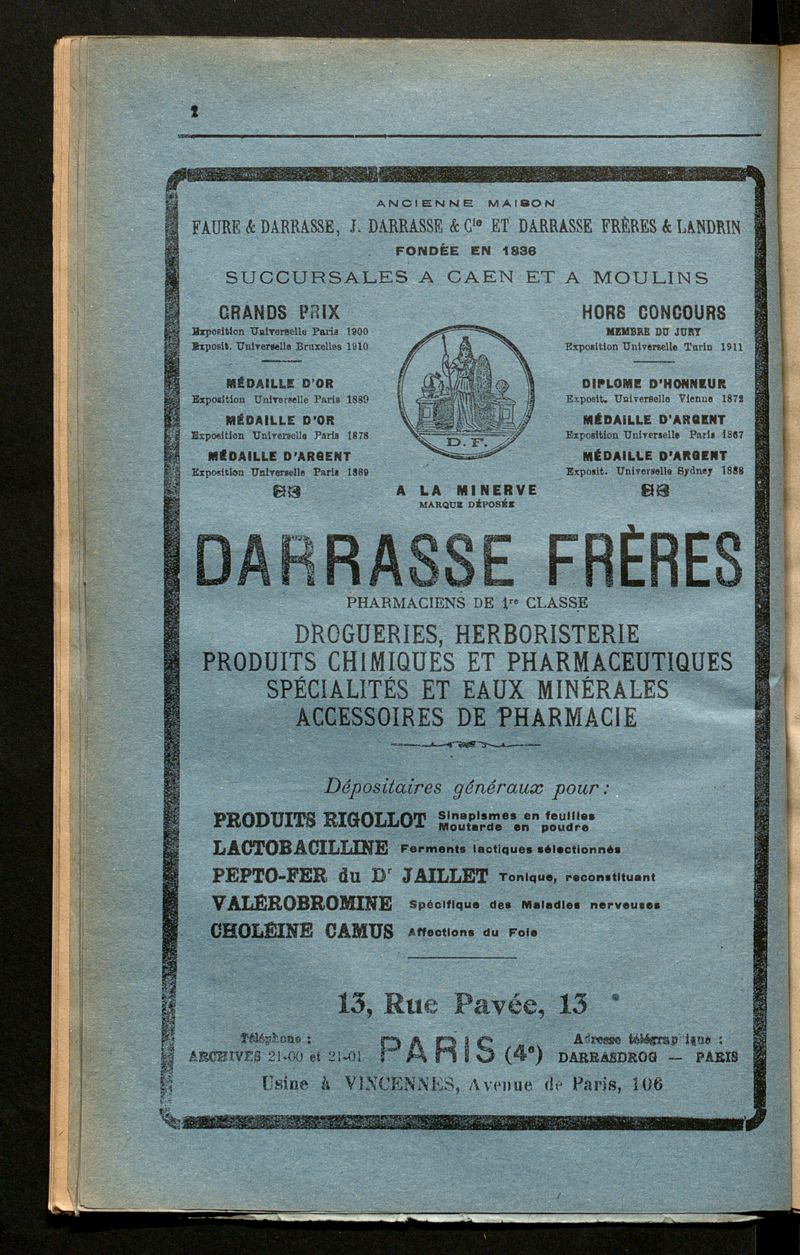 2
ANCIENNE MAISON
FAURE & DARRASSE, J. DARRASSE & Cie ET DARRASSE FRÈRES & LANDRIN
FONDÉE EN 1836
SUCCURSALES A CAEN ET A MOULINS
GRANDS PRIX
Exposition Universelle Paris 1900
Exposit. Universelle Bruxelles 1910
MÉDAILLE D'OR
Exposition Universelle Paris 1889
MÉDAILLE D'OR
Exposition Universelle Paris 1878
MÉDAILLE D'ARGENT
Exposition Universelle Paris 1889
D. F.
A LA MINERVE
MARQUE DÉPOSÉE
HORS CONCOURS
MEMBRE DU JURY
Exposition Universelle Turin 1911
DIPLOME D'HONNEUR
Exposit. Universelle Vienne 1872
MÉDAILLE D'ARGENT
Exposition Universelle Paris 1867
MÉDAILLE D'ARGENT
Exposit. Universelle Sydney 1888
DARRASSE FRÈRES
PHARMACIENS DE 1re CLASSE
DROGUERIES, HERBORISTERIE
PRODUITS CHIMIQUES ET PHARMACEUTIQUES
SPÉCIALITÉS ET EAUX MINÉRALES
ACCESSOIRES DE PHARMACIE
Dépositaires généraux pour :
PRODUITS RIGOLLOT Sinapismes en feuilles
Moutarde en poudre
LACTOBACILLINE Ferments lactiques sélectionnés
PEPTO-FER du Dr JAILLET Tonique, reconstituant
VALÉROBROMINE Spécifique des Maladies nerveuses
CHOLÉINE CAMUS Affections du Foie
13, Rue Pavée, 13
Téléphone :
ARCHIVES 21-00 et 21-01
PARIS (4e)
Adresse télégraphique :
DARRASDROG — PARIS
Usine à VINCENNES, Avenue de Paris, 106